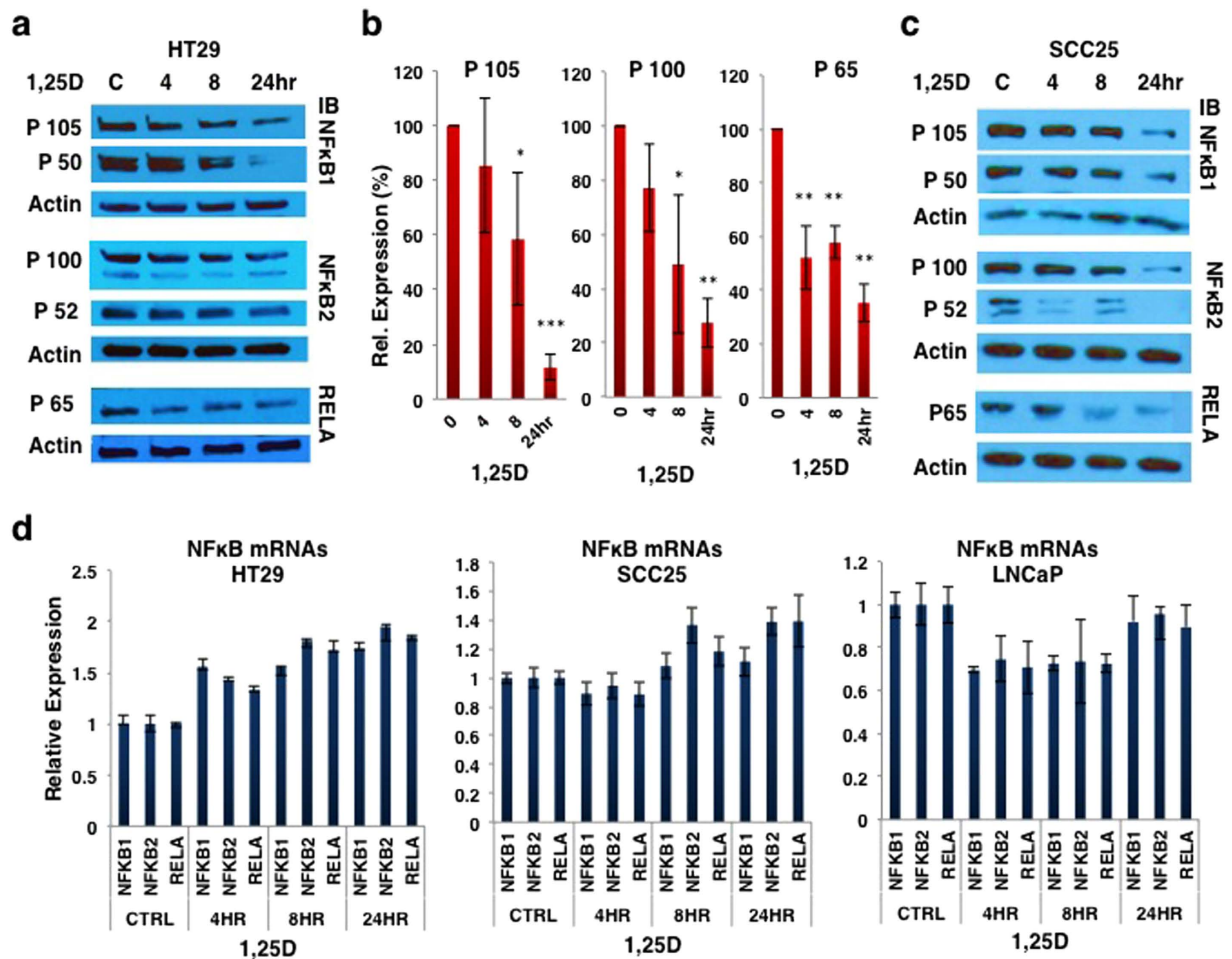 a
HT29
1,25D C 4 8 24hr
IB
P 105
P 50
NFκB1
Actin
P 100
P 52
NFκB2
Actin
P 65
RELA
Actin
b
P 105
Rel. Expression (%)
120
100
80
60
40
20
0
*
***
0 4 8 24hr
1,25D
P 100
120
100
80
60
40
20
0
*
**
0 4 8 24hr
1,25D
P 65
120
100
80
60
40
20
0
** ** **
0 4 8 24hr
1,25D
c
SCC25
1,25D C 4 8 24hr
IB
P 105
P 50
NFκB1
Actin
P 100
P 52
NFκB2
Actin
P65
RELA
Actin
d
NFκB mRNAs
HT29
Relative Expression
2.5
2
1.5
1
0.5
0
NFKB1 NFKB2 RELA NFKB1 NFKB2 RELA NFKB1 NFKB2 RELA NFKB1 NFKB2 RELA
CTRL 4HR 8HR 24HR
1,25D
NFκB mRNAs
SCC25
1.8
1.6
1.4
1.2
1
0.8
0.6
0.4
0.2
0
NFKB1 NFKB2 RELA NFKB1 NFKB2 RELA NFKB1 NFKB2 RELA NFKB1 NFKB2 RELA
CTRL 4HR 8HR 24HR
1,25D
NFκB mRNAs
LNCaP
1.2
1
0.8
0.6
0.4
0.2
0
NFKB1 NFKB2 RELA NFKB1 NFKB2 RELA NFKB1 NFKB2 RELA NFKB1 NFKB2 RELA
CTRL 4HR 8HR 24HR
1,25D